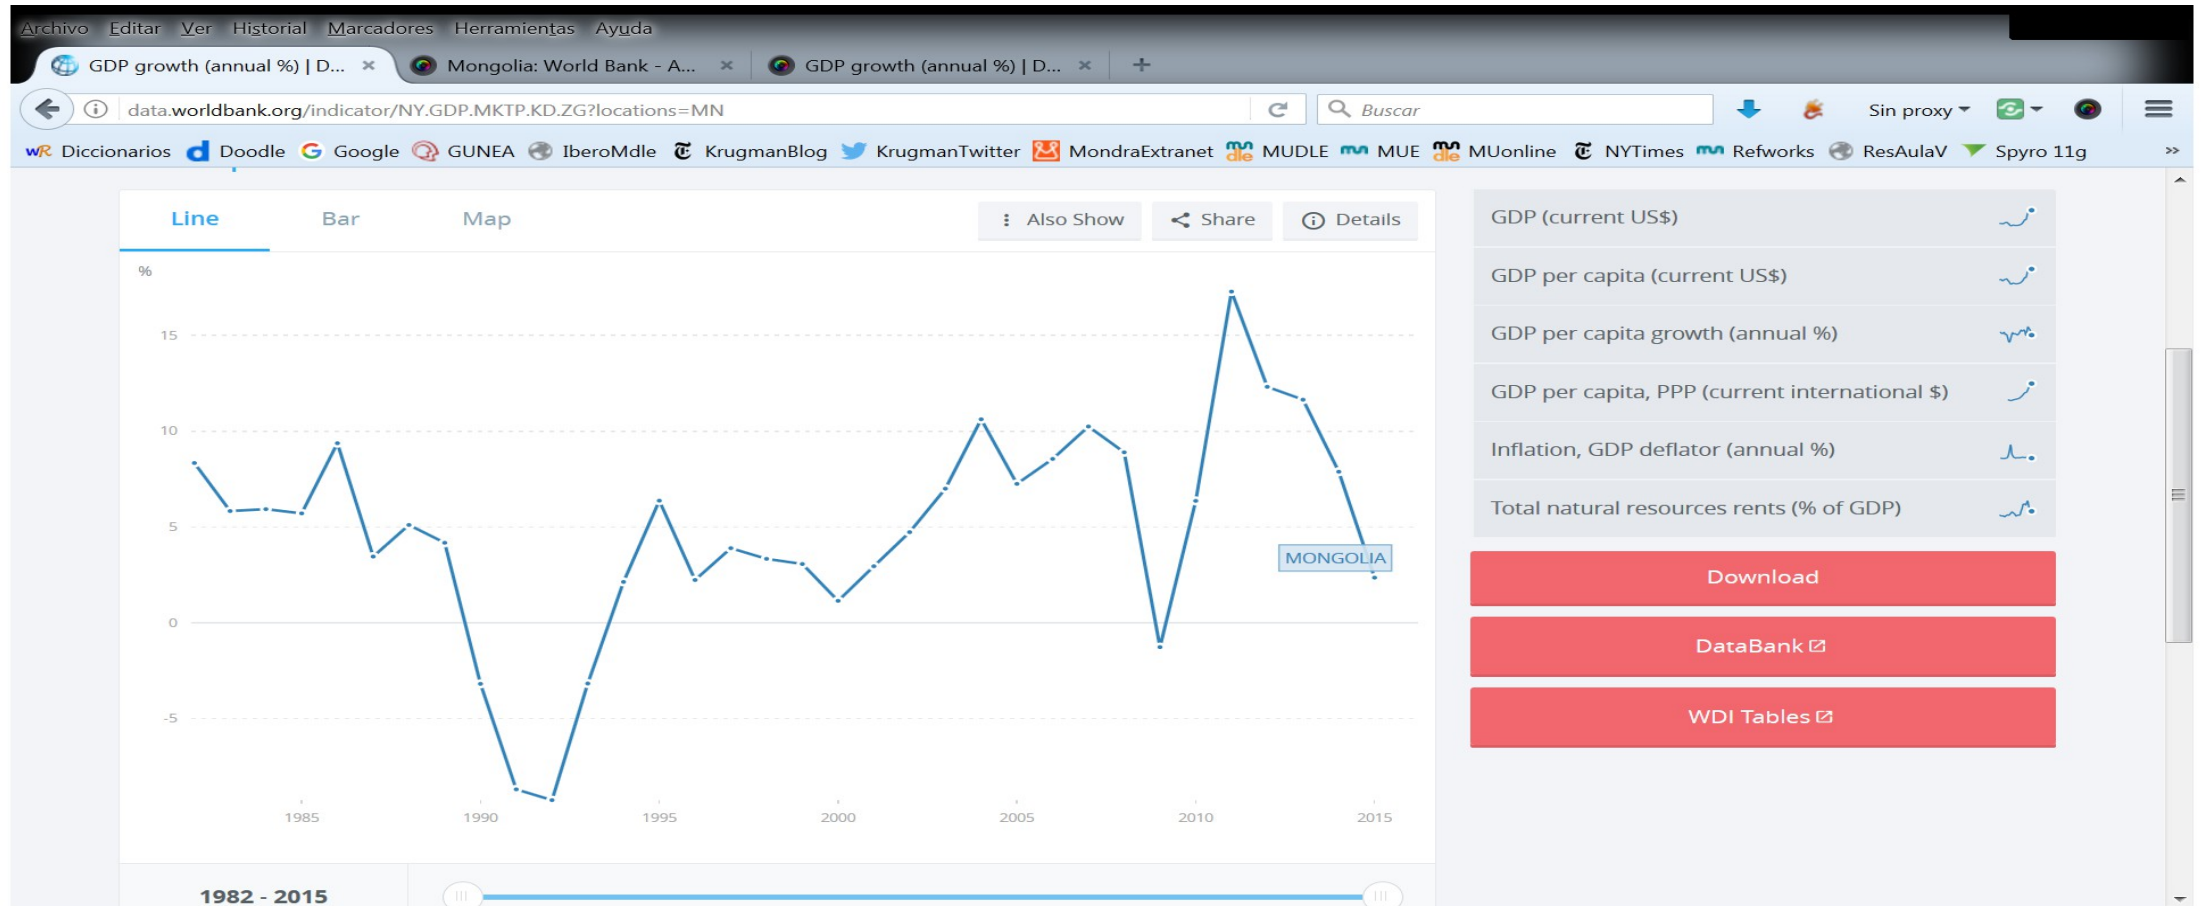 Archivo Editar Ver Historial Marcadores Herramientas Ayuda
GDP growth (annual %) | D... × Mongolia: World Bank - A... × GDP growth (annual %) | D... × +
data.worldbank.org/indicator/NY.GDP.MKTP.KD.ZG?locations=MN Buscar Sin proxy
wR Diccionarios d Doodle G Google GUNEA IberoMdle KrugmanBlog KrugmanTwitter MondraExtranet MUDLE MUE MUonline NYTimes Refworks ResAulaV Spyro 11g »
Line Bar Map Also Show Share Details
%
15
10
5
0
-5
MONGOLIA
1985 1990 1995 2000 2005 2010 2015
1982 - 2015
GDP (current US$)
GDP per capita (current US$)
GDP per capita growth (annual %)
GDP per capita, PPP (current international $)
Inflation, GDP deflator (annual %)
Total natural resources rents (% of GDP)
Download
DataBank
WDI Tables